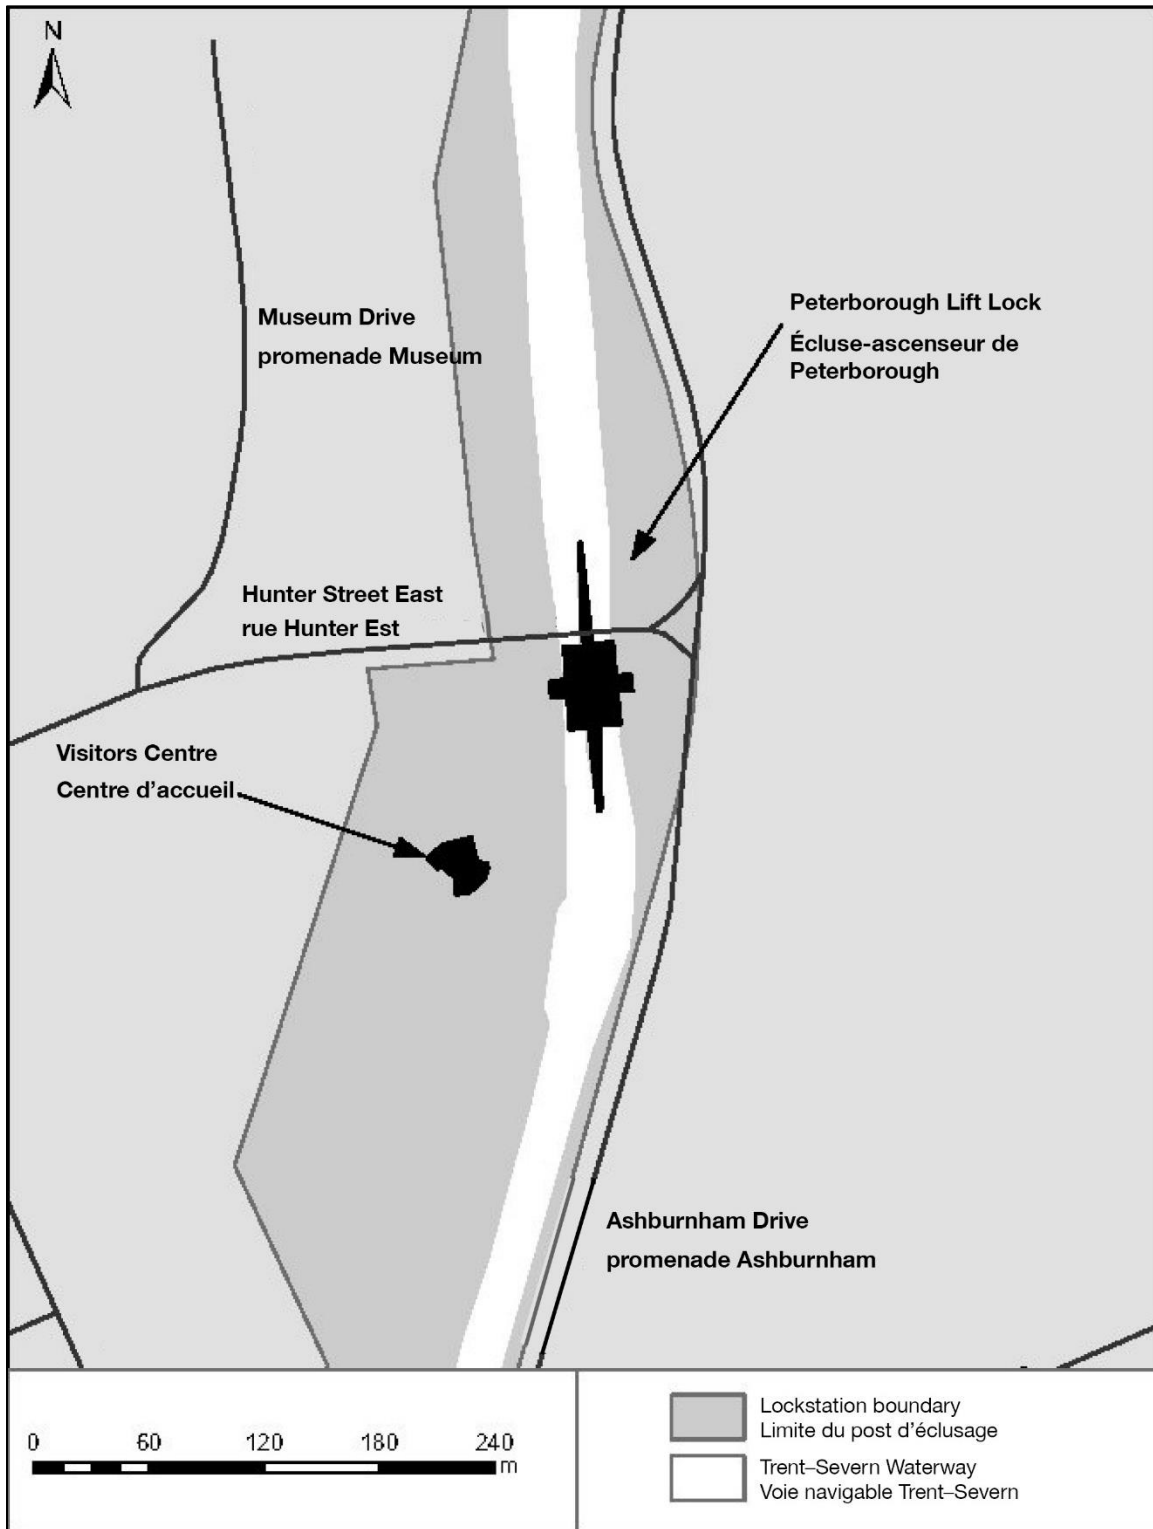 N
Museum Drive
promenade Museum
Peterborough Lift Lock
Écluse-ascenseur de
Peterborough
Hunter Street East
rue Hunter Est
Visitors Centre
Centre d'accueil
Ashburnham Drive
promenade Ashburnham
0 60 120 180 240
m
Lockstation boundary
Limite du post d'éclusage
Trent–Severn Waterway
Voie navigable Trent–Severn